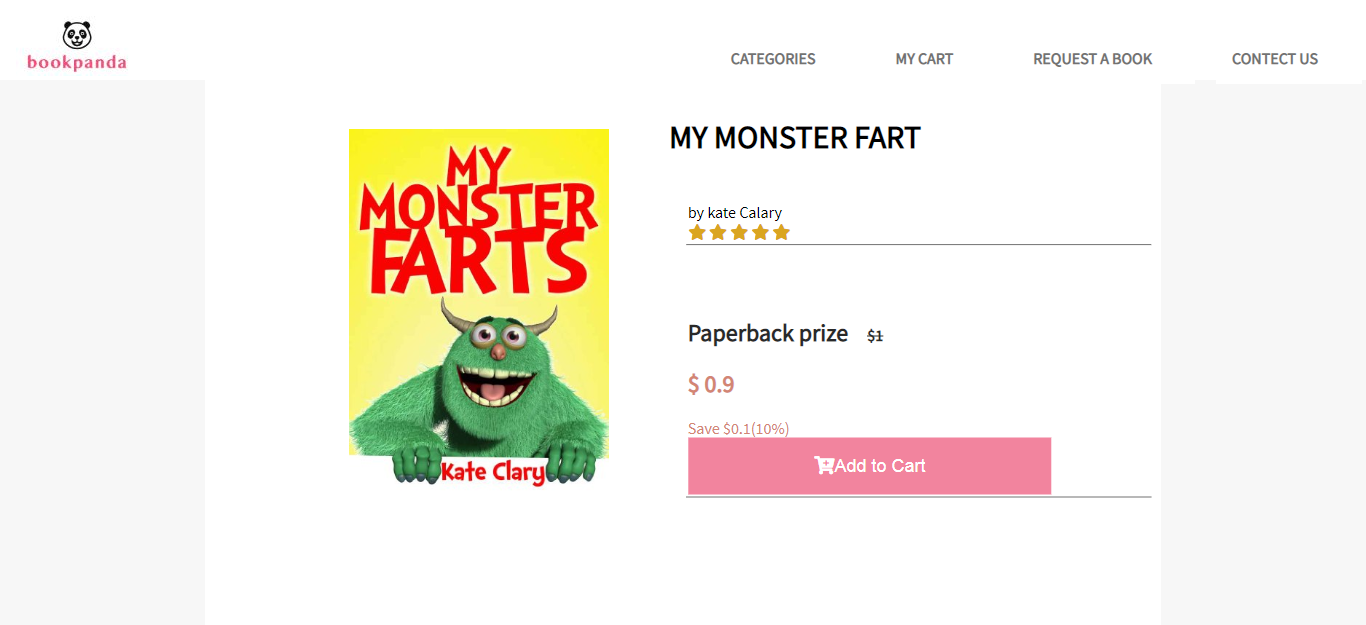 bookpanda
CATEGORIES MY CART REQUEST A BOOK CONTECT US
MY
MONSTER
FARTS
Kate Clary
MY MONSTER FART
by kate Calary
Paperback prize $1
$ 0.9
Save $0.1(10%)
Add to Cart